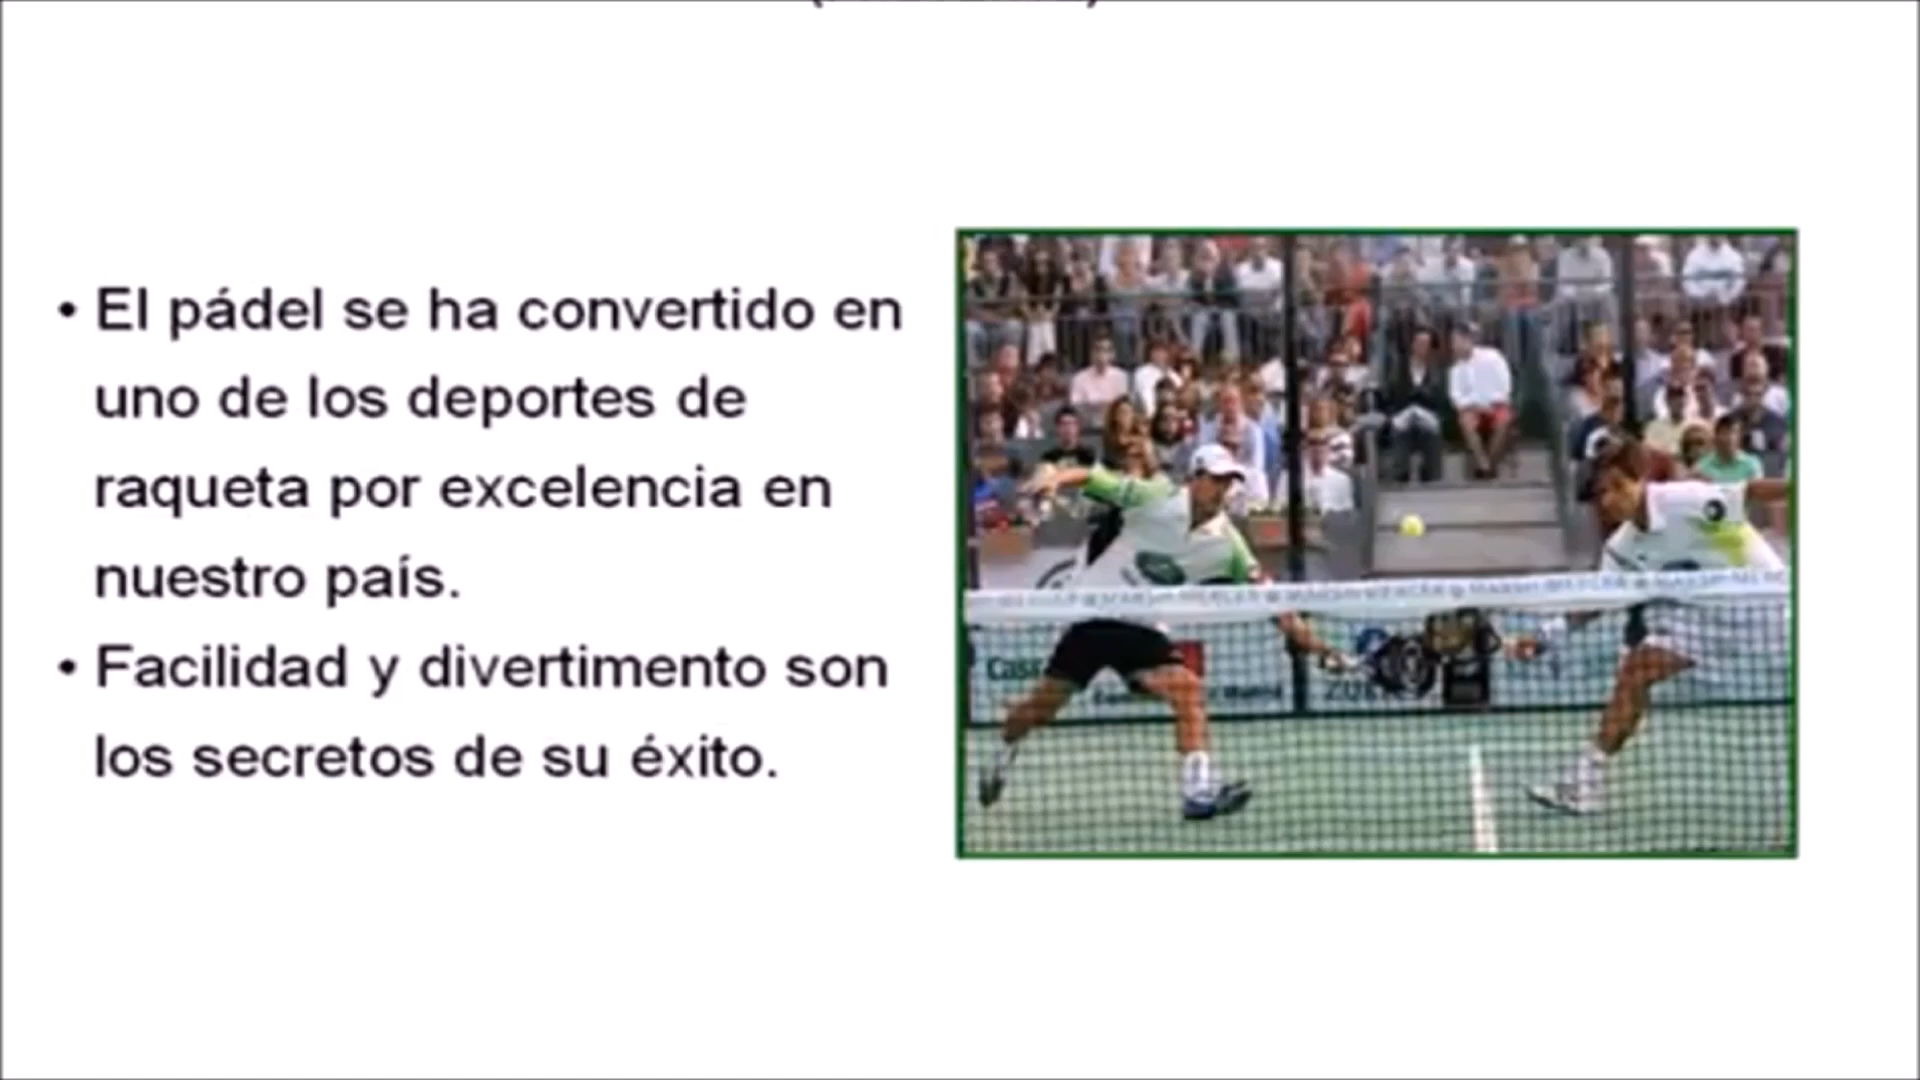 • El pádel se ha convertido en
uno de los deportes de
raqueta por excelencia en
nuestro país.
• Facilidad y divertimento son
los secretos de su éxito.